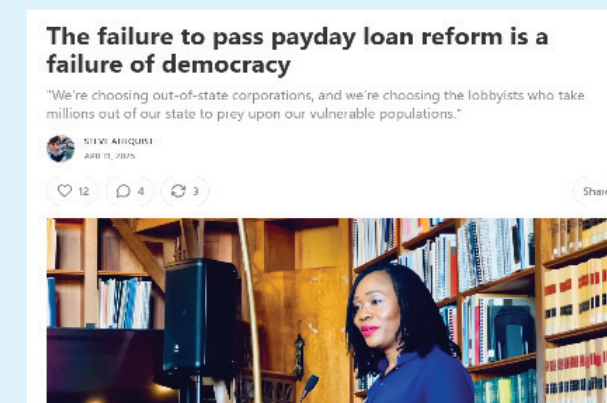 The failure to pass payday loan reform is a
failure of democracy
"We're choosing out-of-state corporations, and we're choosing the lobbyists who take
millions out of our state to prey upon our vulnerable populations."
STEVE AHLQUIST
APR 11, 2025
12 4 3
Share